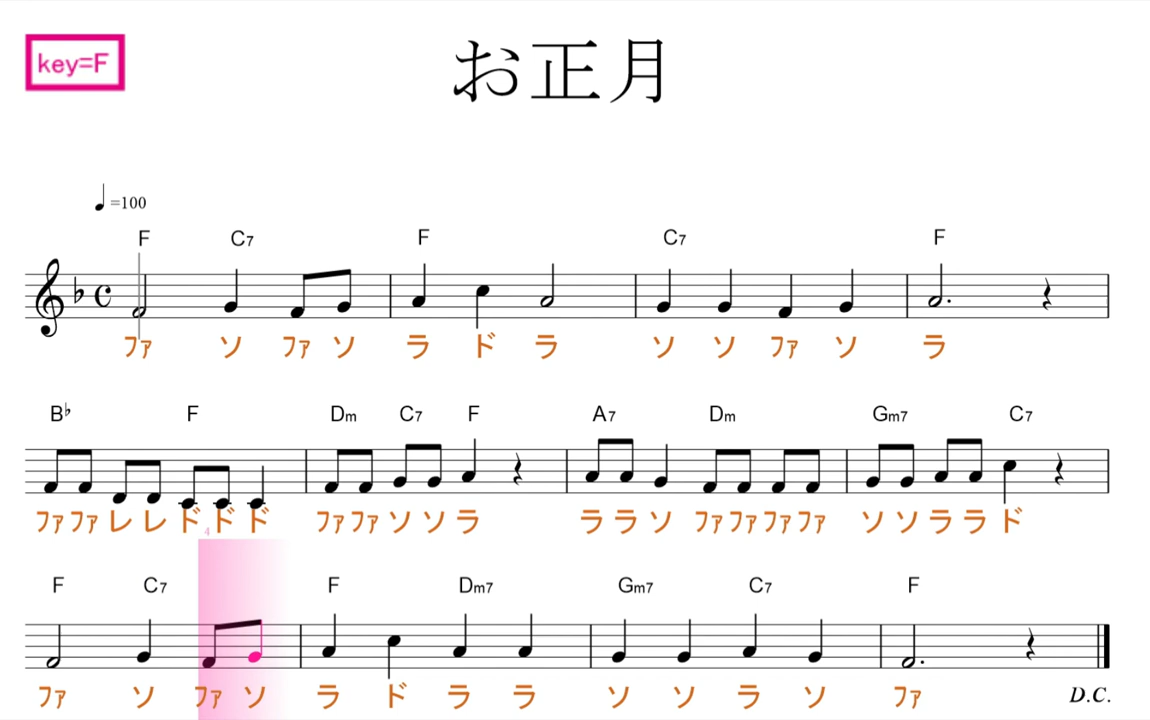 key=F
お正月
=100
F C7 F C7 F
ファ ソ ファ ソ ラ ド ラ ソ ソ ファ ソ ラ
B♭ F Dm C7 F A7 Dm Gm7 C7
ファ ファ レ レ ド ド ド ファ ファ ソ ソ ラ ラ ラ ソ ファ ファ ファ ファ ソ ソ ラ ラ ド
4
F C7 F Dm7 Gm7 C7 F
ファ ソ ファ ソ ラ ド ラ ラ ソ ソ ラ ソ ファ
D.C.